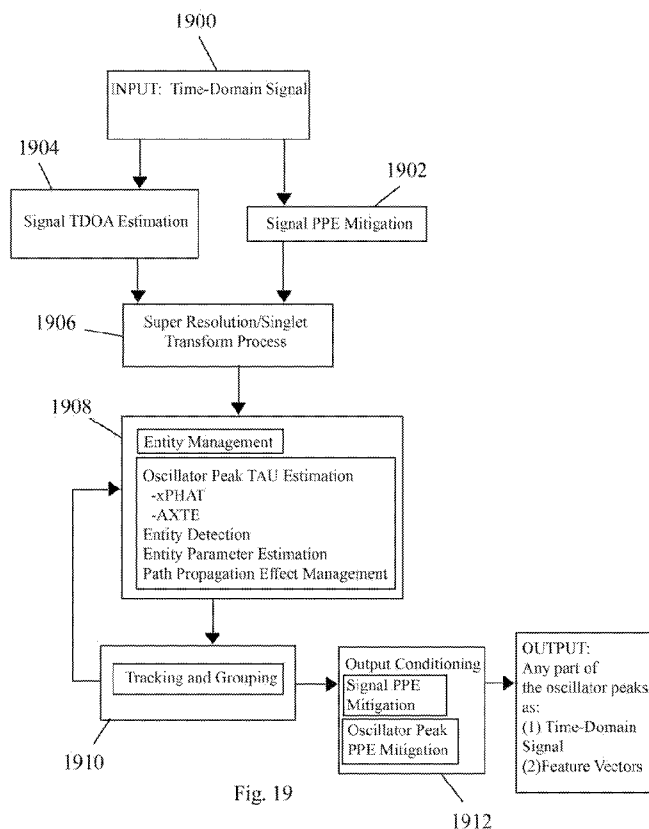 1900
INPUT: Time-Domain Signal
1904
Signal TDOA Estimation
1902
Signal PPE Mitigation
1906
Super Resolution/Singlet
Transform Process
1908
Entity Management
Oscillator Peak TAU Estimation
-xPHAT
-AXTE
Entity Detection
Entity Parameter Estimation
Path Propagation Effect Management
Tracking and Grouping
1910
Output Conditioning
Signal PPE
Mitigation
Oscillator Peak
PPE Mitigation
1912
OUTPUT:
Any part of
the oscillator peaks
as:
(1) Time-Domain
Signal
(2)Feature Vectors
Fig. 19